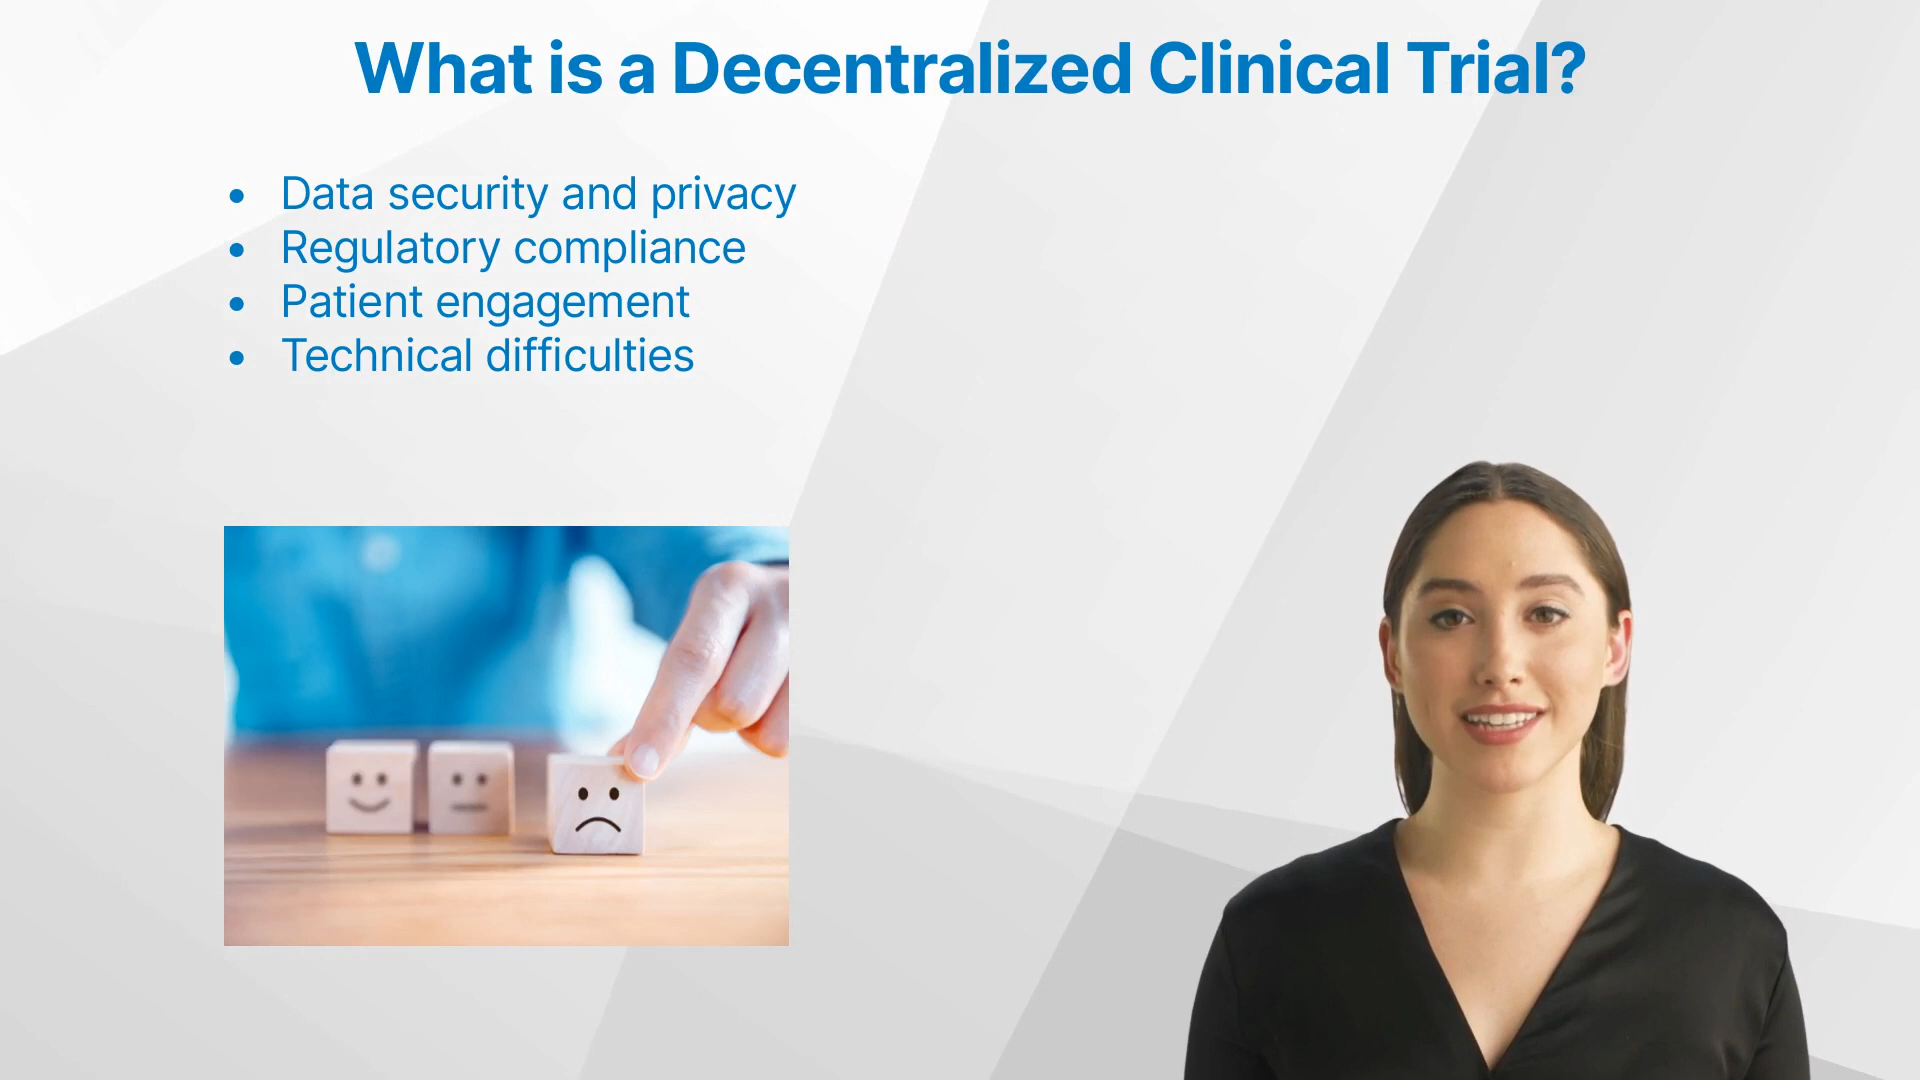 What is a Decentralized Clinical Trial?
• Data security and privacy
• Regulatory compliance
• Patient engagement
• Technical difficulties